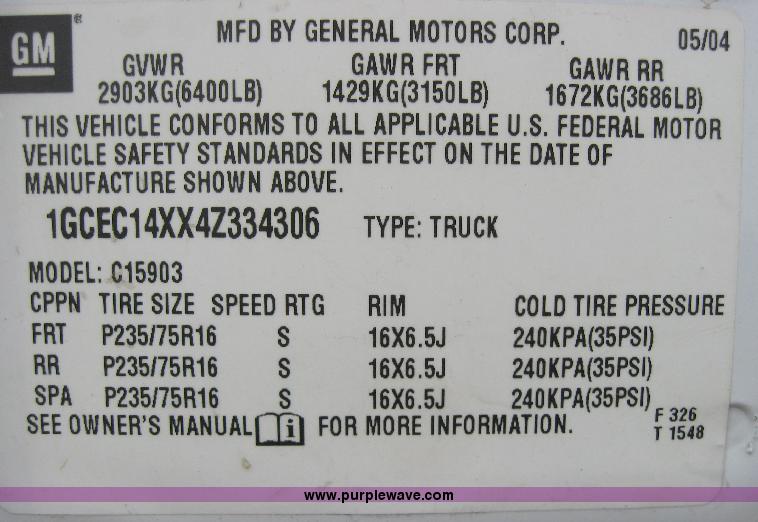 GM
MFD BY GENERAL MOTORS CORP. 05/04
GVWR GAWR FRT GAWR RR
2903KG(6400LB) 1429KG(3150LB) 1672KG(3686LB)
THIS VEHICLE CONFORMS TO ALL APPLICABLE U.S. FEDERAL MOTOR
VEHICLE SAFETY STANDARDS IN EFFECT ON THE DATE OF
MANUFACTURE SHOWN ABOVE.
1GCEC14XX4Z334306 TYPE: TRUCK
MODEL: C15903
CPPN TIRE SIZE SPEED RTG RIM COLD TIRE PRESSURE
FRT P235/75R16 S 16X6.5J 240KPA(35PSI)
RR P235/75R16 S 16X6.5J 240KPA(35PSI)
SPA P235/75R16 S 16X6.5J 240KPA(35PSI)
SEE OWNER'S MANUAL i FOR MORE INFORMATION.
F 326
T 1548
www.purplewave.com